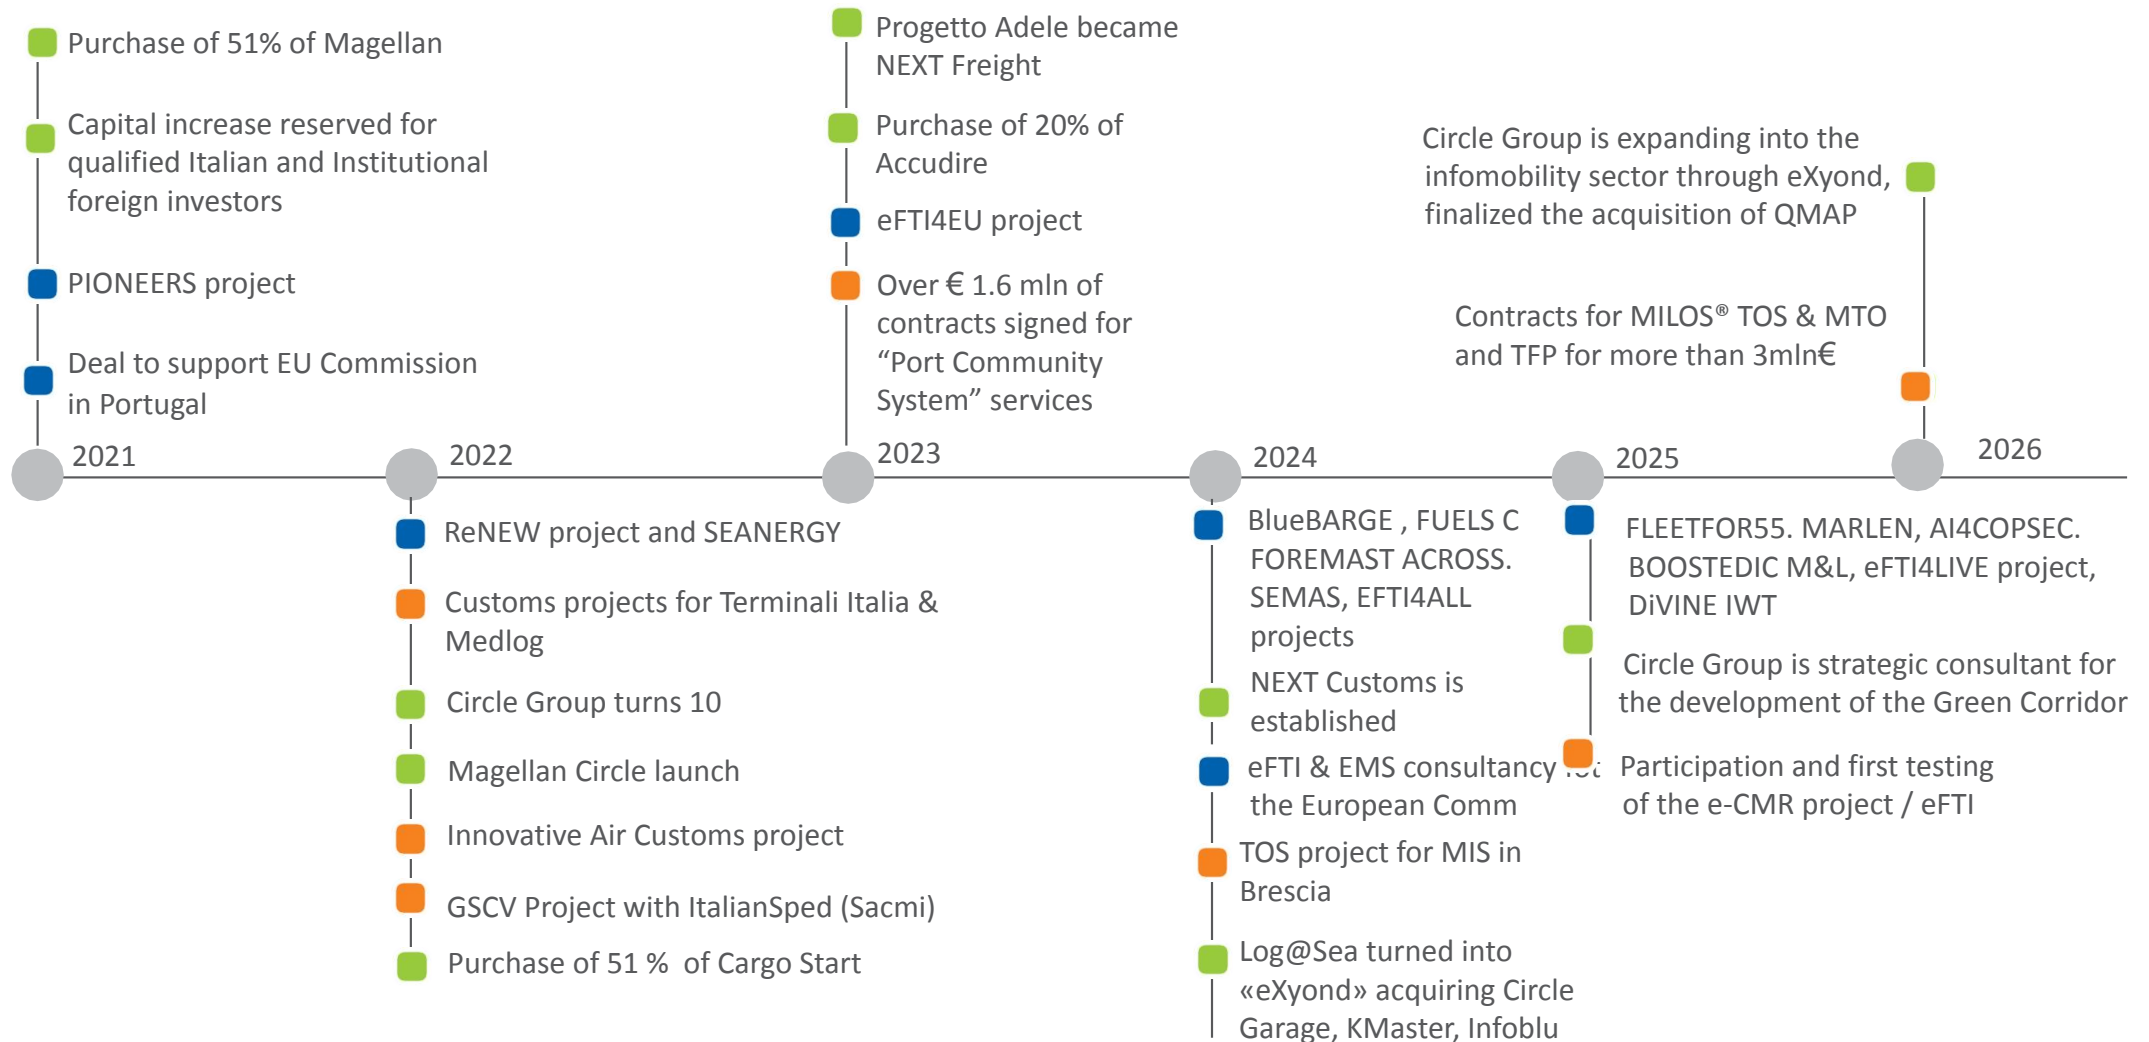 Purchase of 51% of Magellan
Capital increase reserved for
qualified Italian and Institutional
foreign investors
PIONEERS project
Deal to support EU Commission
in Portugal
2021
2022
ReNEW project and SEANERGY
Customs projects for Terminali Italia &
Medlog
Circle Group turns 10
Magellan Circle launch
Innovative Air Customs project
GSCV Project with ItalianSped (Sacmi)
Purchase of 51 % of Cargo Start
Progetto Adele became
NEXT Freight
Purchase of 20% of
Accudire
eFTI4EU project
Over € 1.6 mln of
contracts signed for
“Port Community
System” services
2023
2024
BlueBARGE , FUELS C
FOREMAST ACROSS.
SEMAS, EFTI4ALL
projects
NEXT Customs is
established
eFTI & EMS consultancy
the European Comm
TOS project for MIS in
Brescia
Log@Sea turned into
«eXyond» acquiring Circle
Garage, KMaster, Infoblu
2025
FLEETFOR55. MARLEN, AI4COPSEC.
BOOSTEDIC M&L, eFTI4LIVE project,
DiVINE IWT
Circle Group is strategic consultant for
the development of the Green Corridor
Participation and first testing
of the e-CMR project / eFTI
Circle Group is expanding into the
infomobility sector through eXyond,
finalized the acquisition of QMAP
Contracts for MILOS® TOS & MTO
and TFP for more than 3mln€
2026